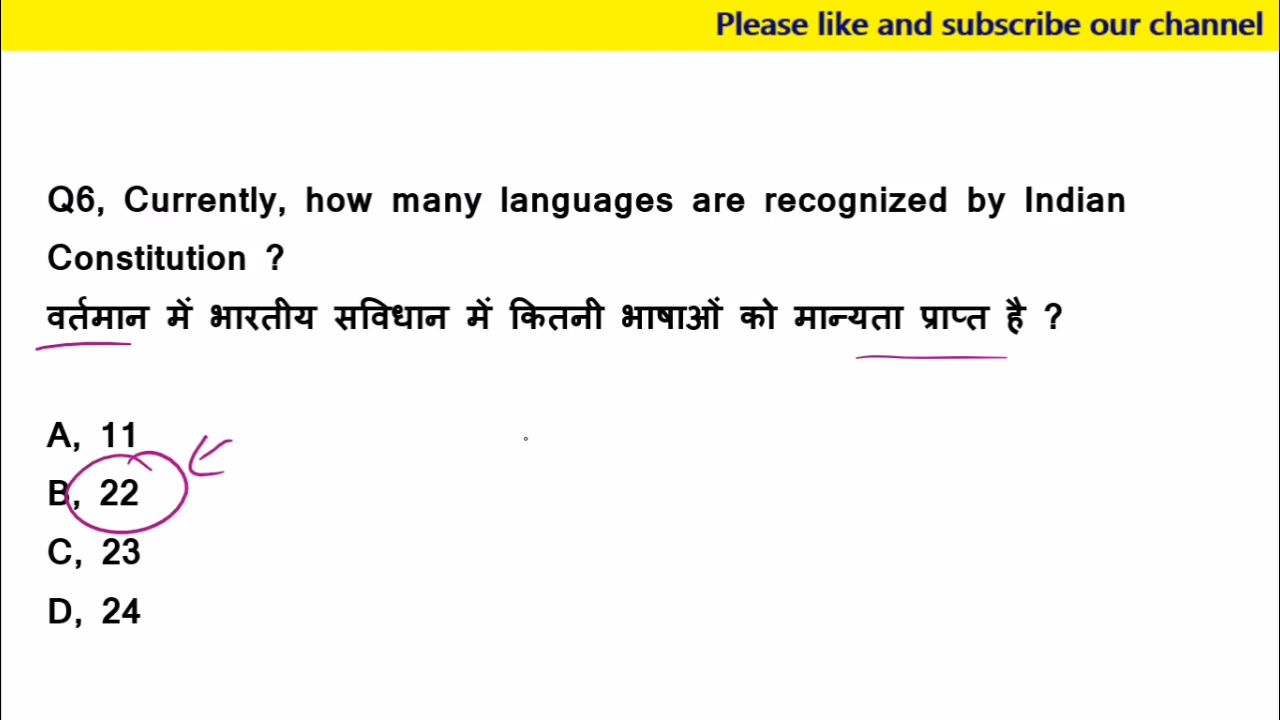 Please like and subscribe our channel
Q6, Currently, how many languages are recognized by Indian
Constitution ?
वर्तमान में भारतीय सविधान में कितनी भाषाओं को मान्यता प्राप्त है ?
A, 11
B, 22
C, 23
D, 24